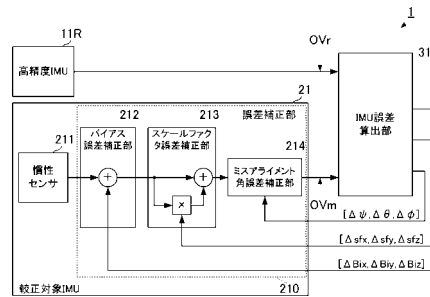 1
11R
高精度IMU
OVr
31
IMU誤差
算出部
21
誤差補正部
211
慣性
センサ
212
バイアス
誤差補正部
213
スケールファク
タ誤差補正部
214
ミスアライメント
角誤差補正部
OVm
[Δψ,Δθ,Δφ]
[Δsfx,Δsfy,Δsfz]
[ΔBix,ΔBiy,ΔBiz]
210
較正対象IMU